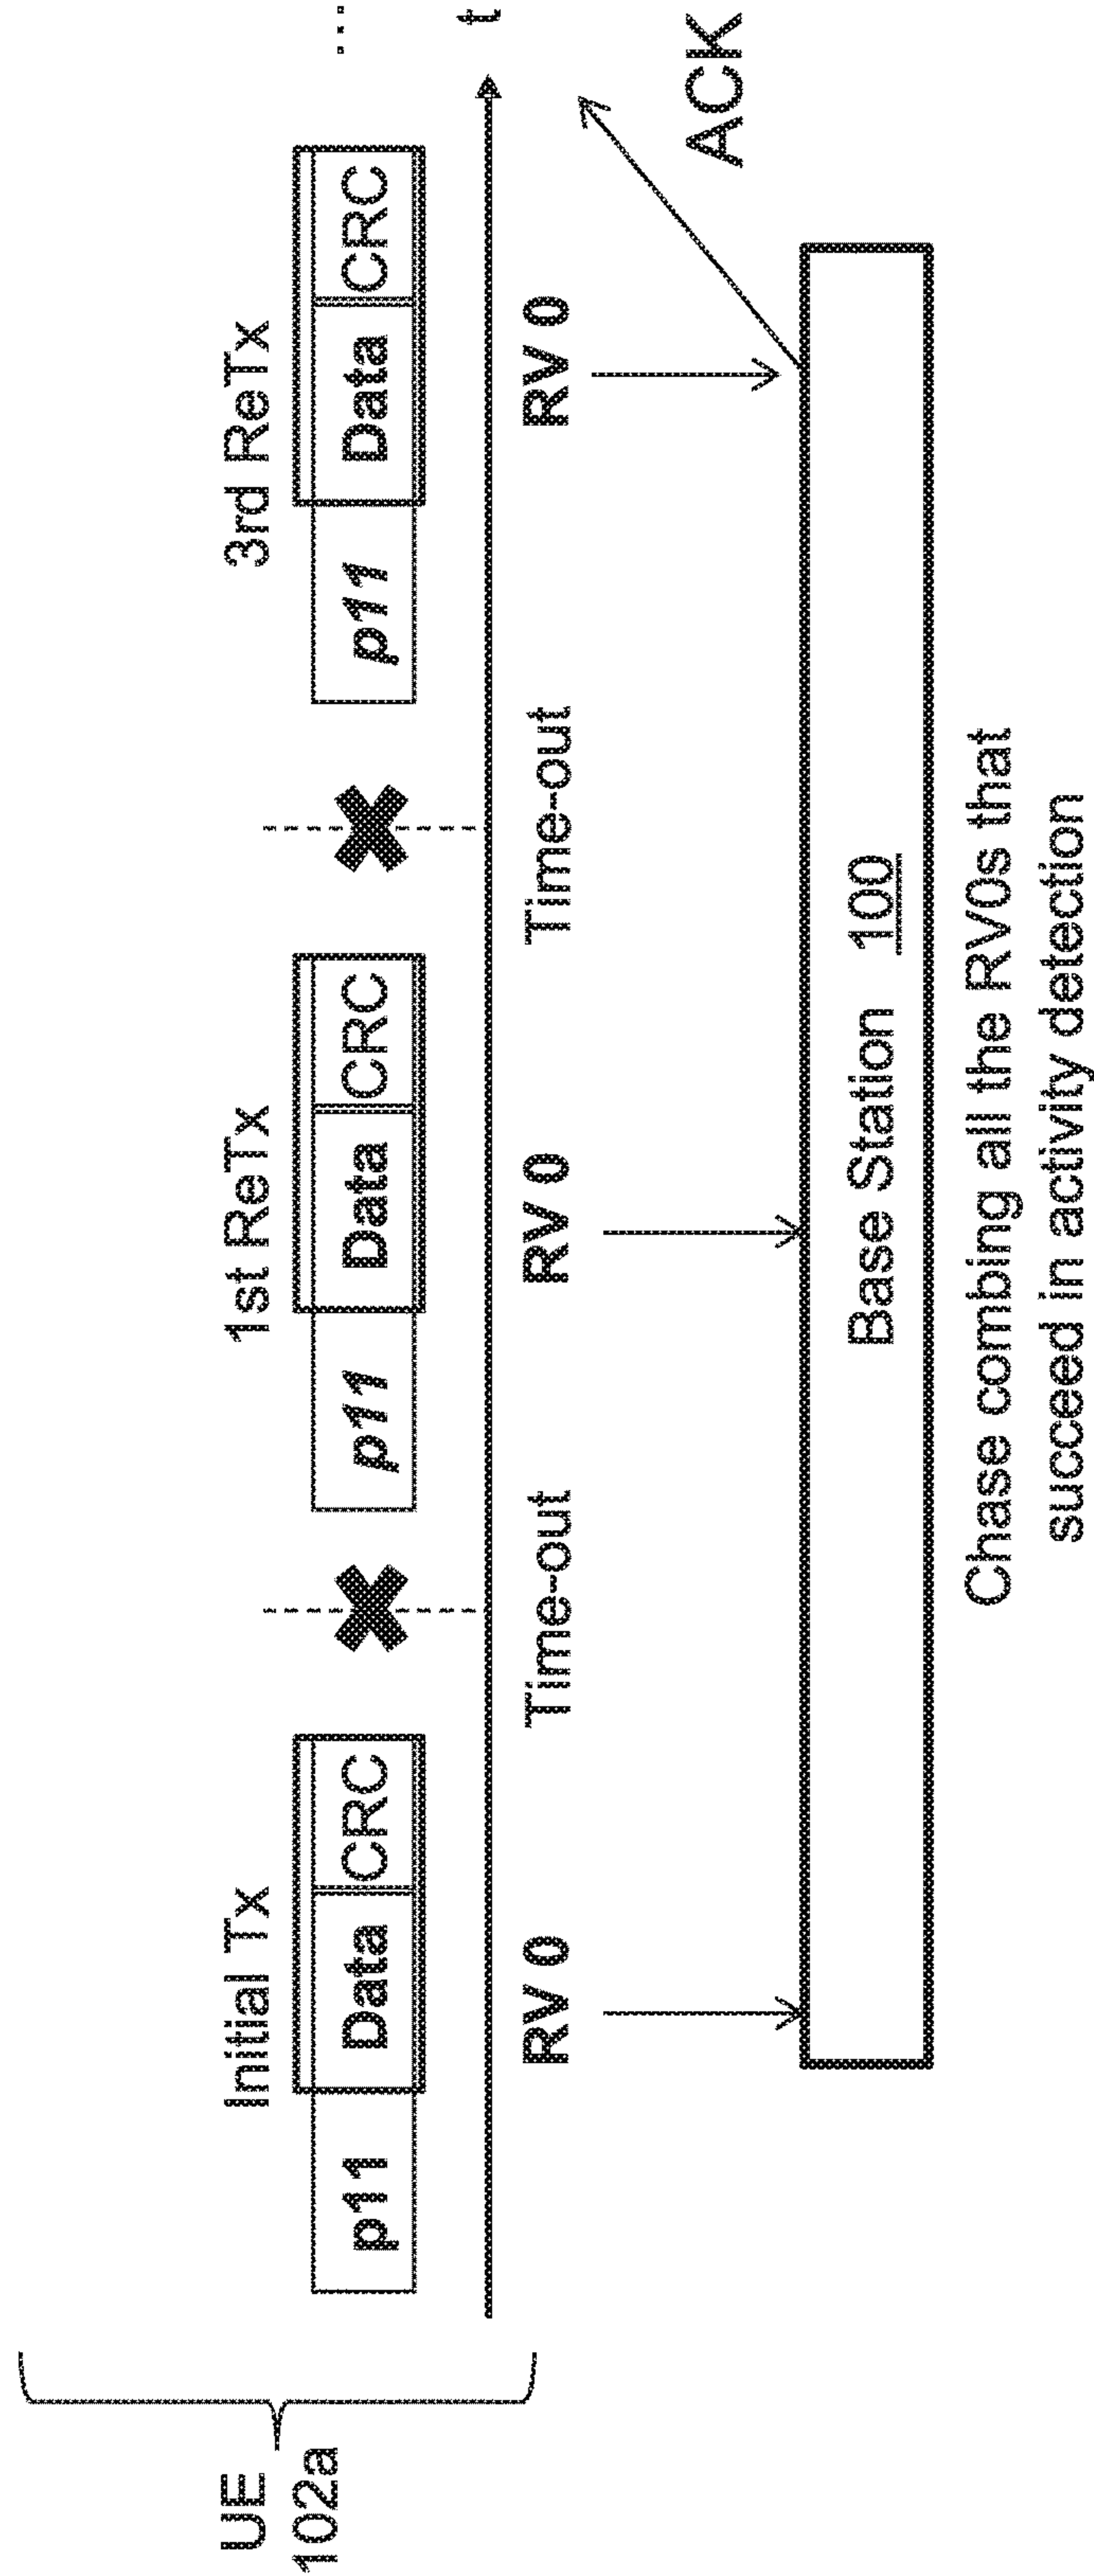 UE
102a
Initial Tx
1st ReTx
3rd ReTx
p11 Data CRC
p11 Data CRC
p11 Data CRC
...
t
RV 0
Time-out
RV 0
Time-out
RV 0
ACK
Base Station 100
Chase combining all the RV0s that
succeed in activity detection